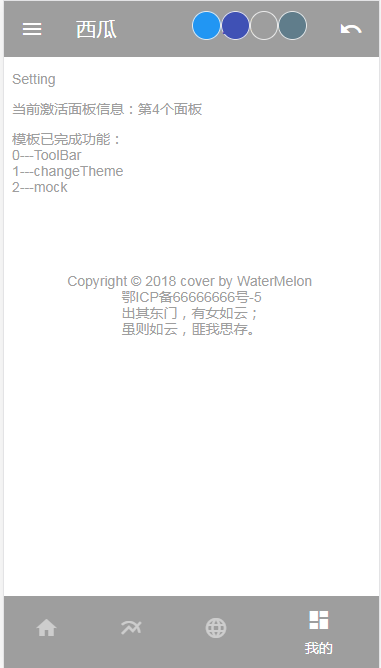 西瓜
Setting
当前激活面板信息：第4个面板
模板已完成功能：
0---ToolBar
1---changeTheme
2---mock
Copyright © 2018 cover by WaterMelon
鄂ICP备66666666号-5
出其东门，有女如云；
虽则如云，匪我思存。
我的